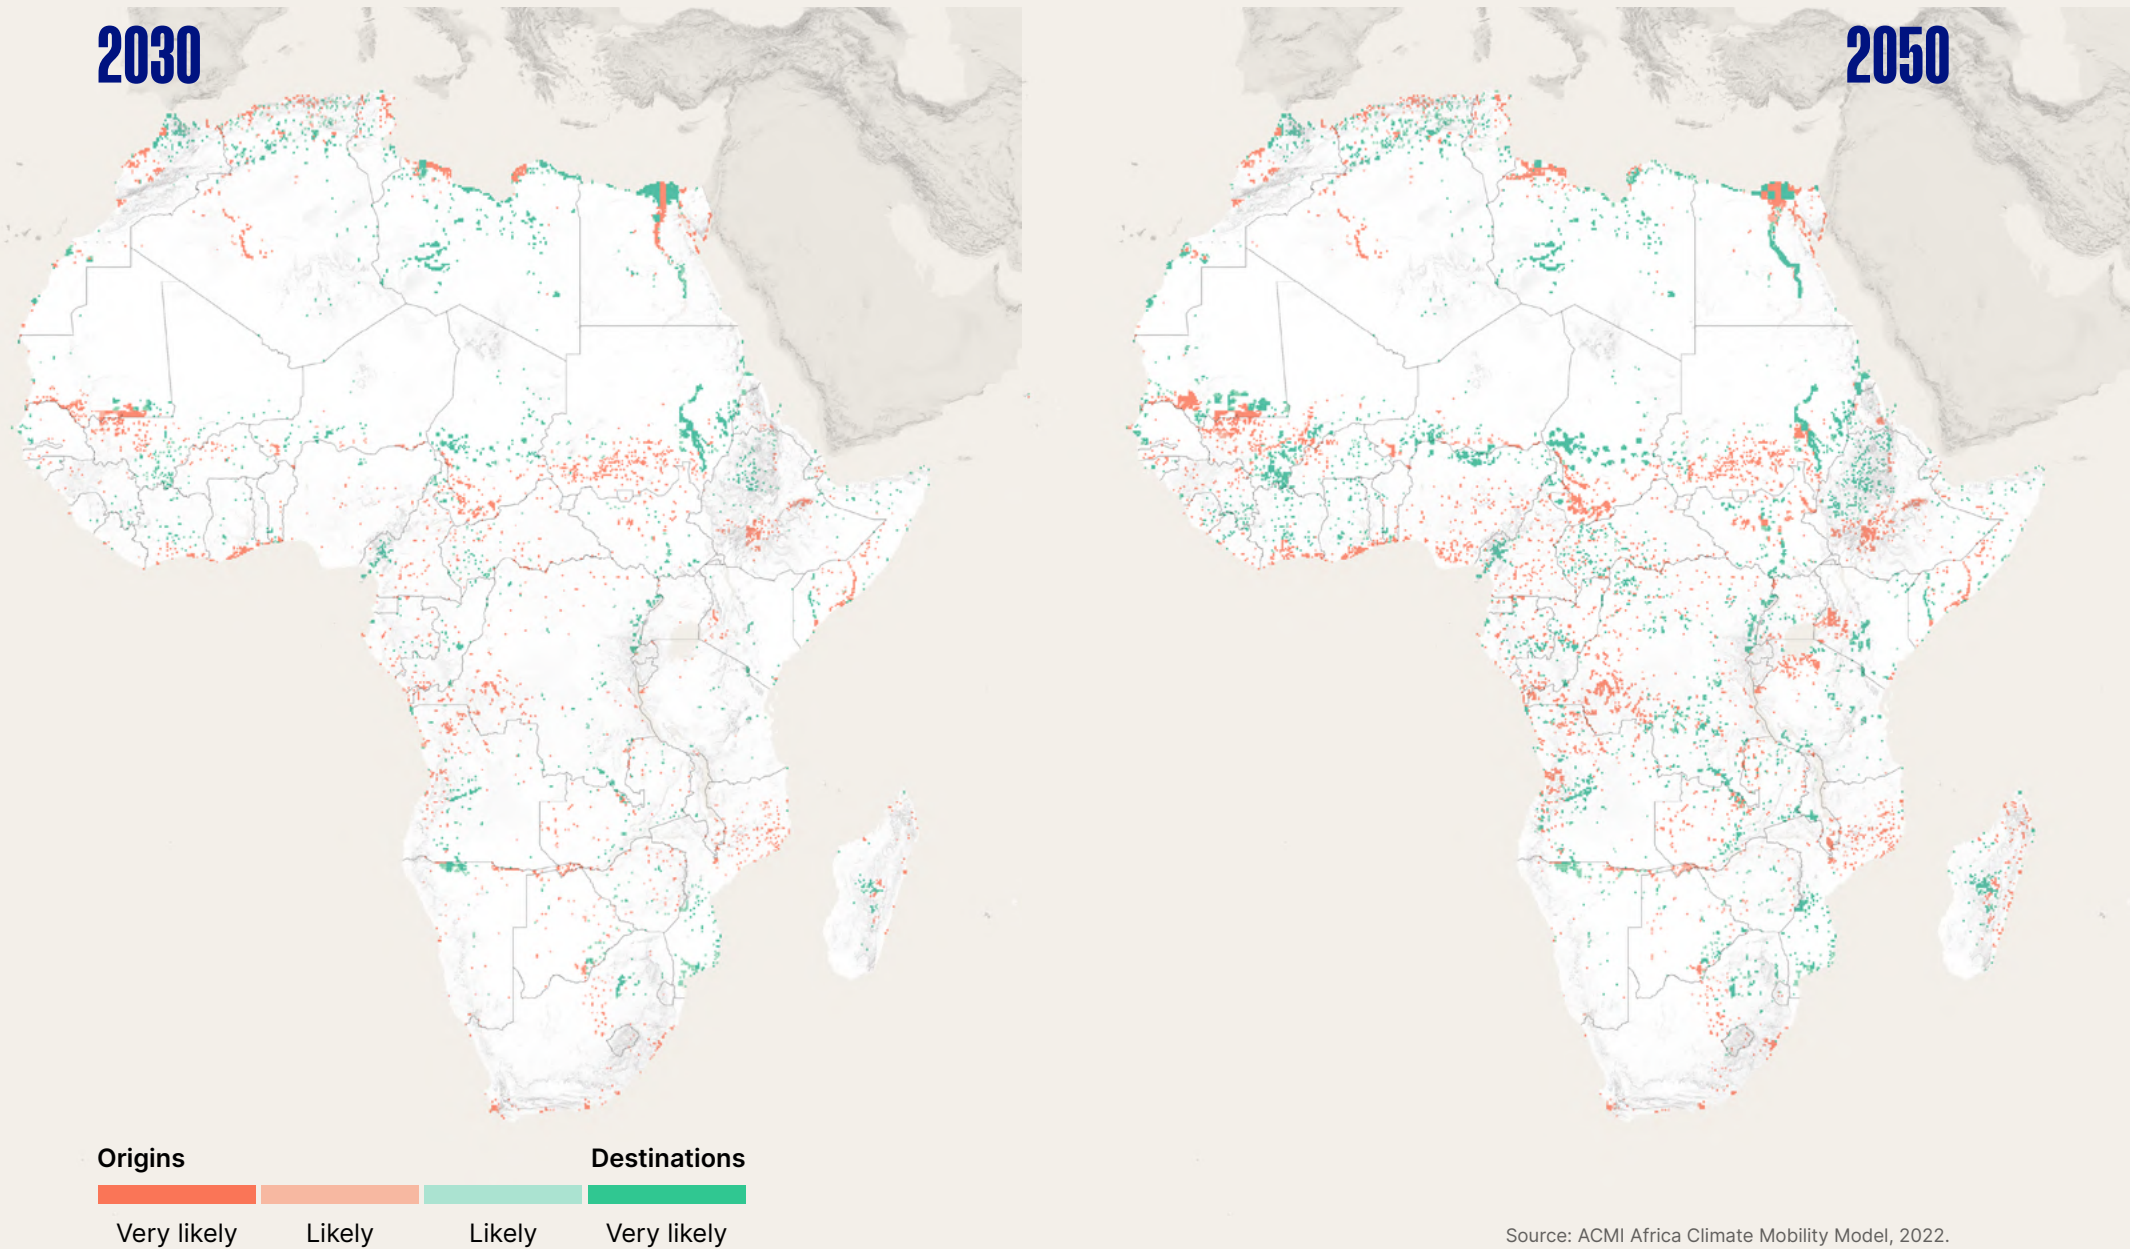 2030
2050
Origins
Destinations
Very likely
Likely
Likely
Very likely
Source: ACMI Africa Climate Mobility Model, 2022.